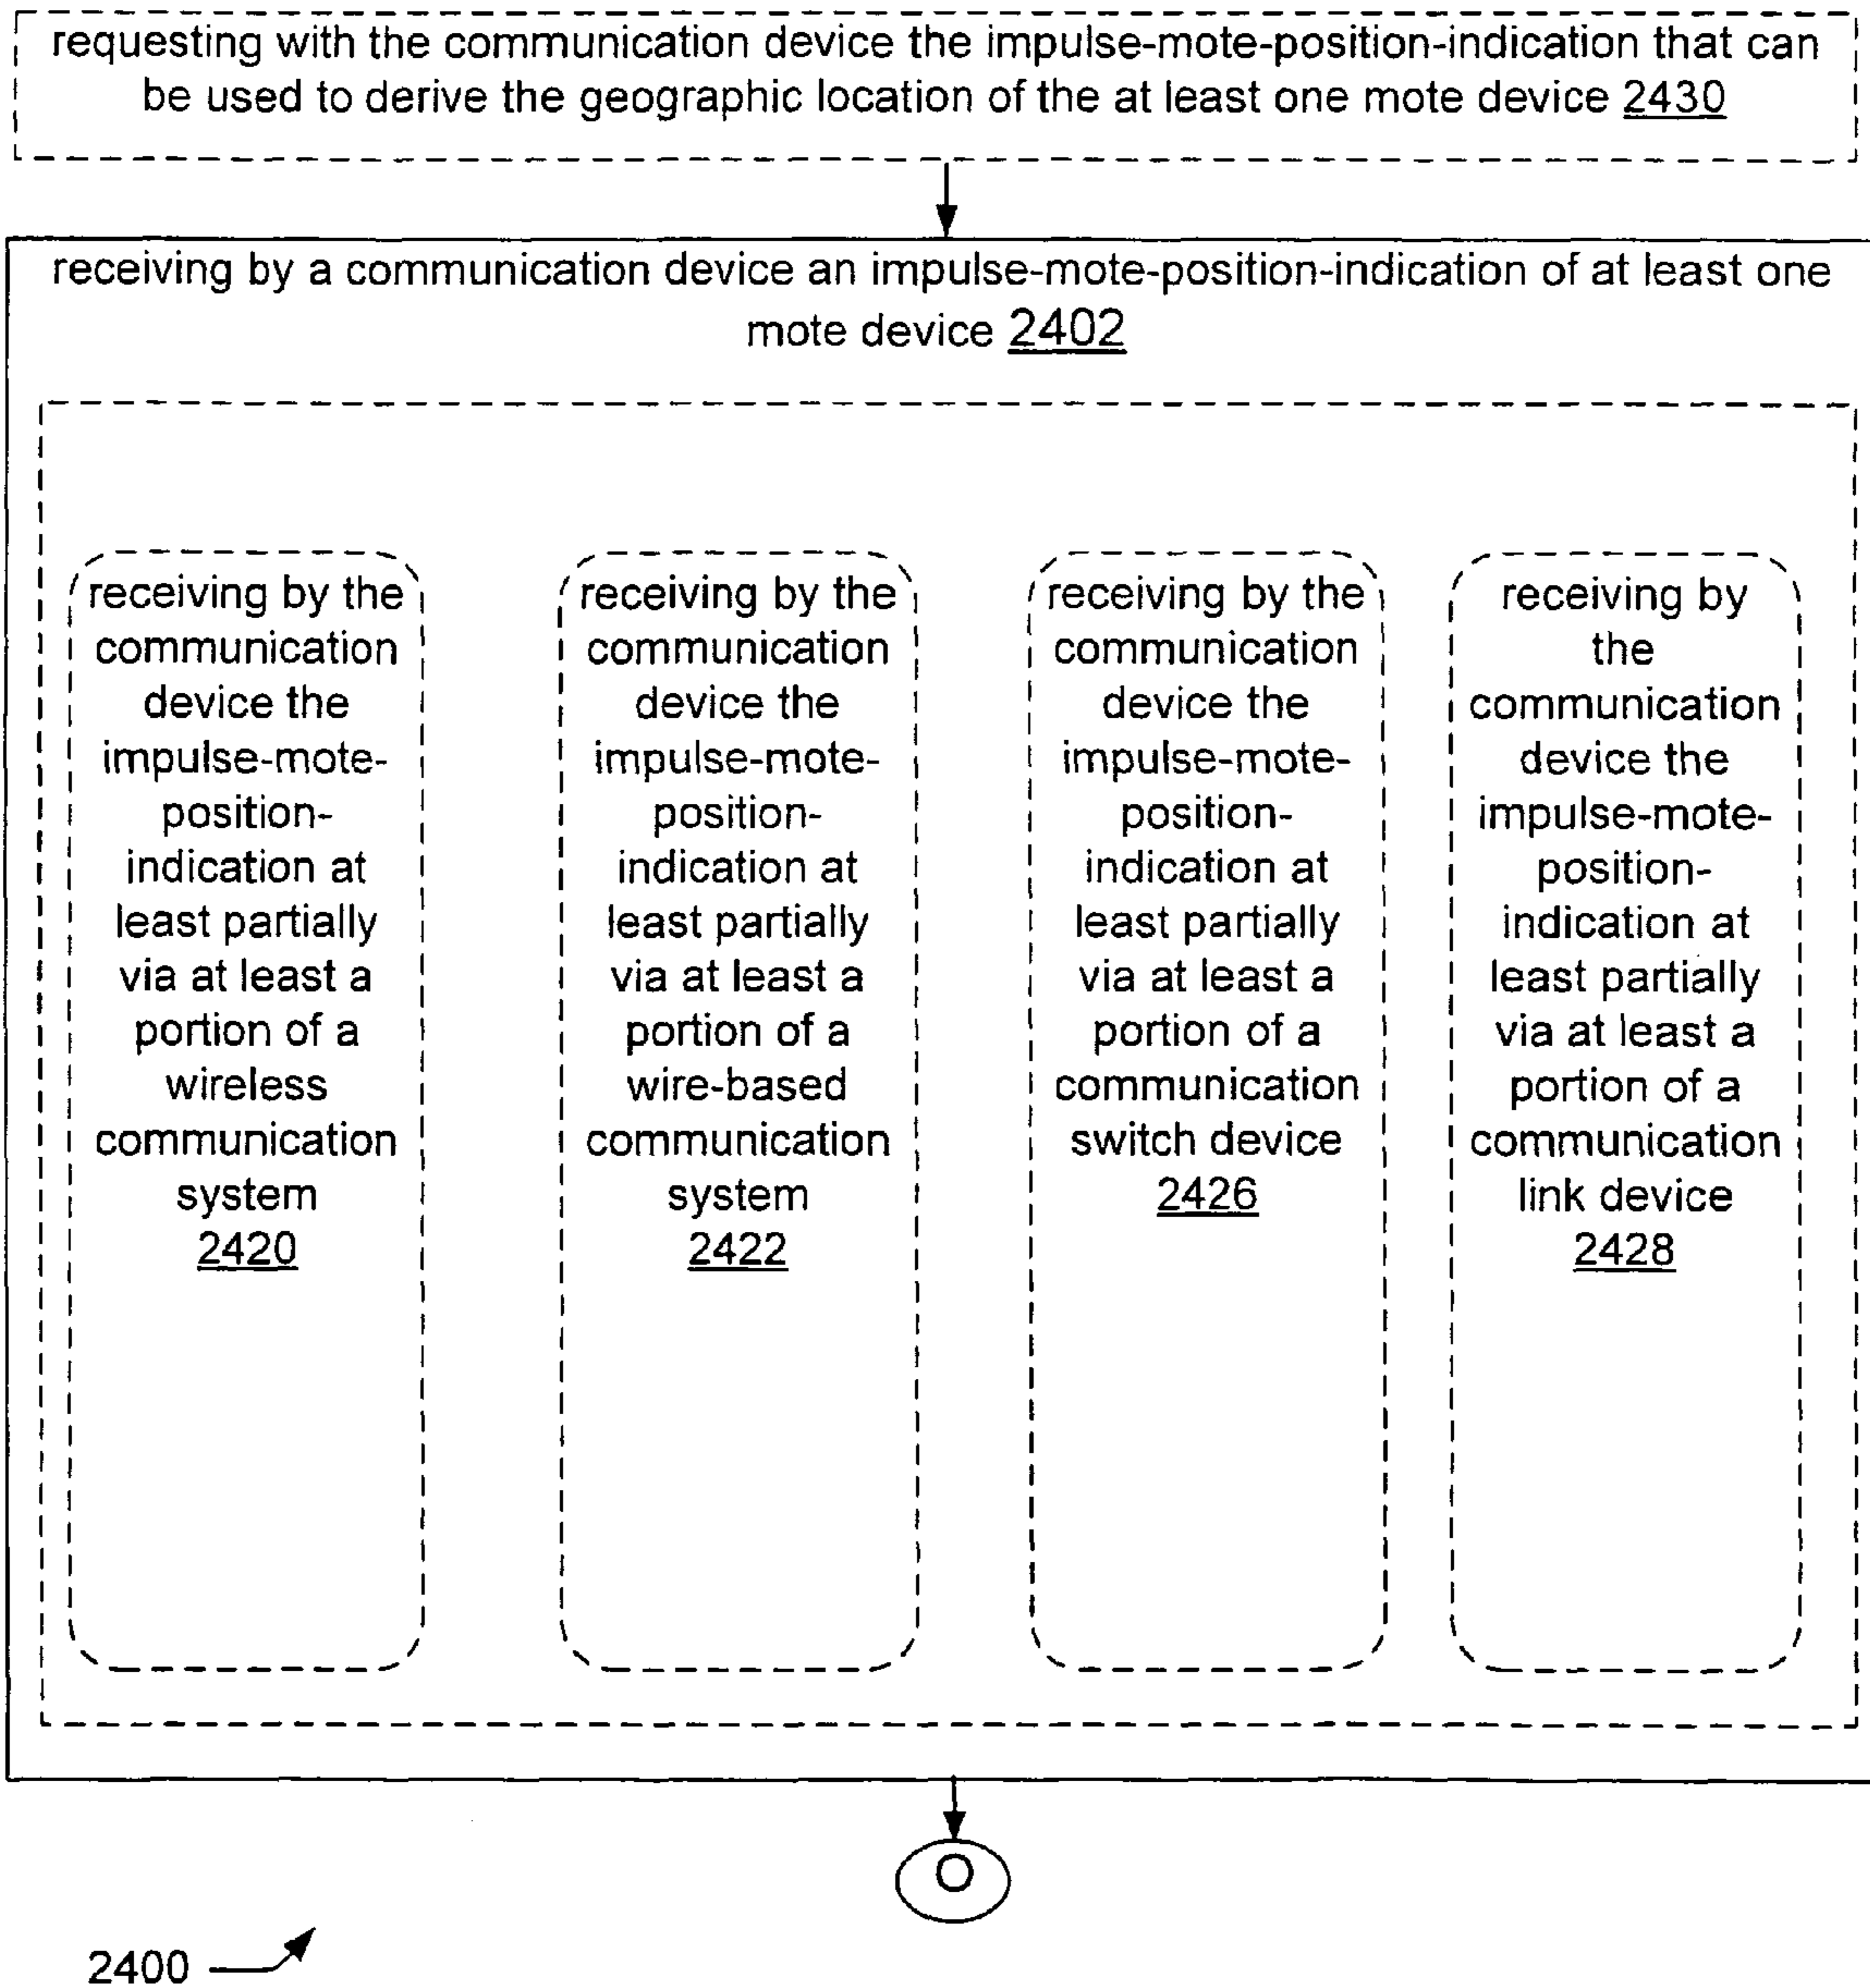 requesting with the communication device the impulse-mote-position-indication that can
be used to derive the geographic location of the at least one mote device 2430
receiving by a communication device an impulse-mote-position-indication of at least one
mote device 2402
receiving by the
communication
device the
impulse-mote-
position-
indication at
least partially
via at least a
portion of a
wireless
communication
system
2420
receiving by the
communication
device the
impulse-mote-
position-
indication at
least partially
via at least a
portion of a
wire-based
communication
system
2422
receiving by the
communication
device the
impulse-mote-
position-
indication at
least partially
via at least a
portion of a
communication
switch device
2426
receiving by
the
communication
device the
impulse-mote-
position-
indication at
least partially
via at least a
portion of a
communication
link device
2428
O
2400